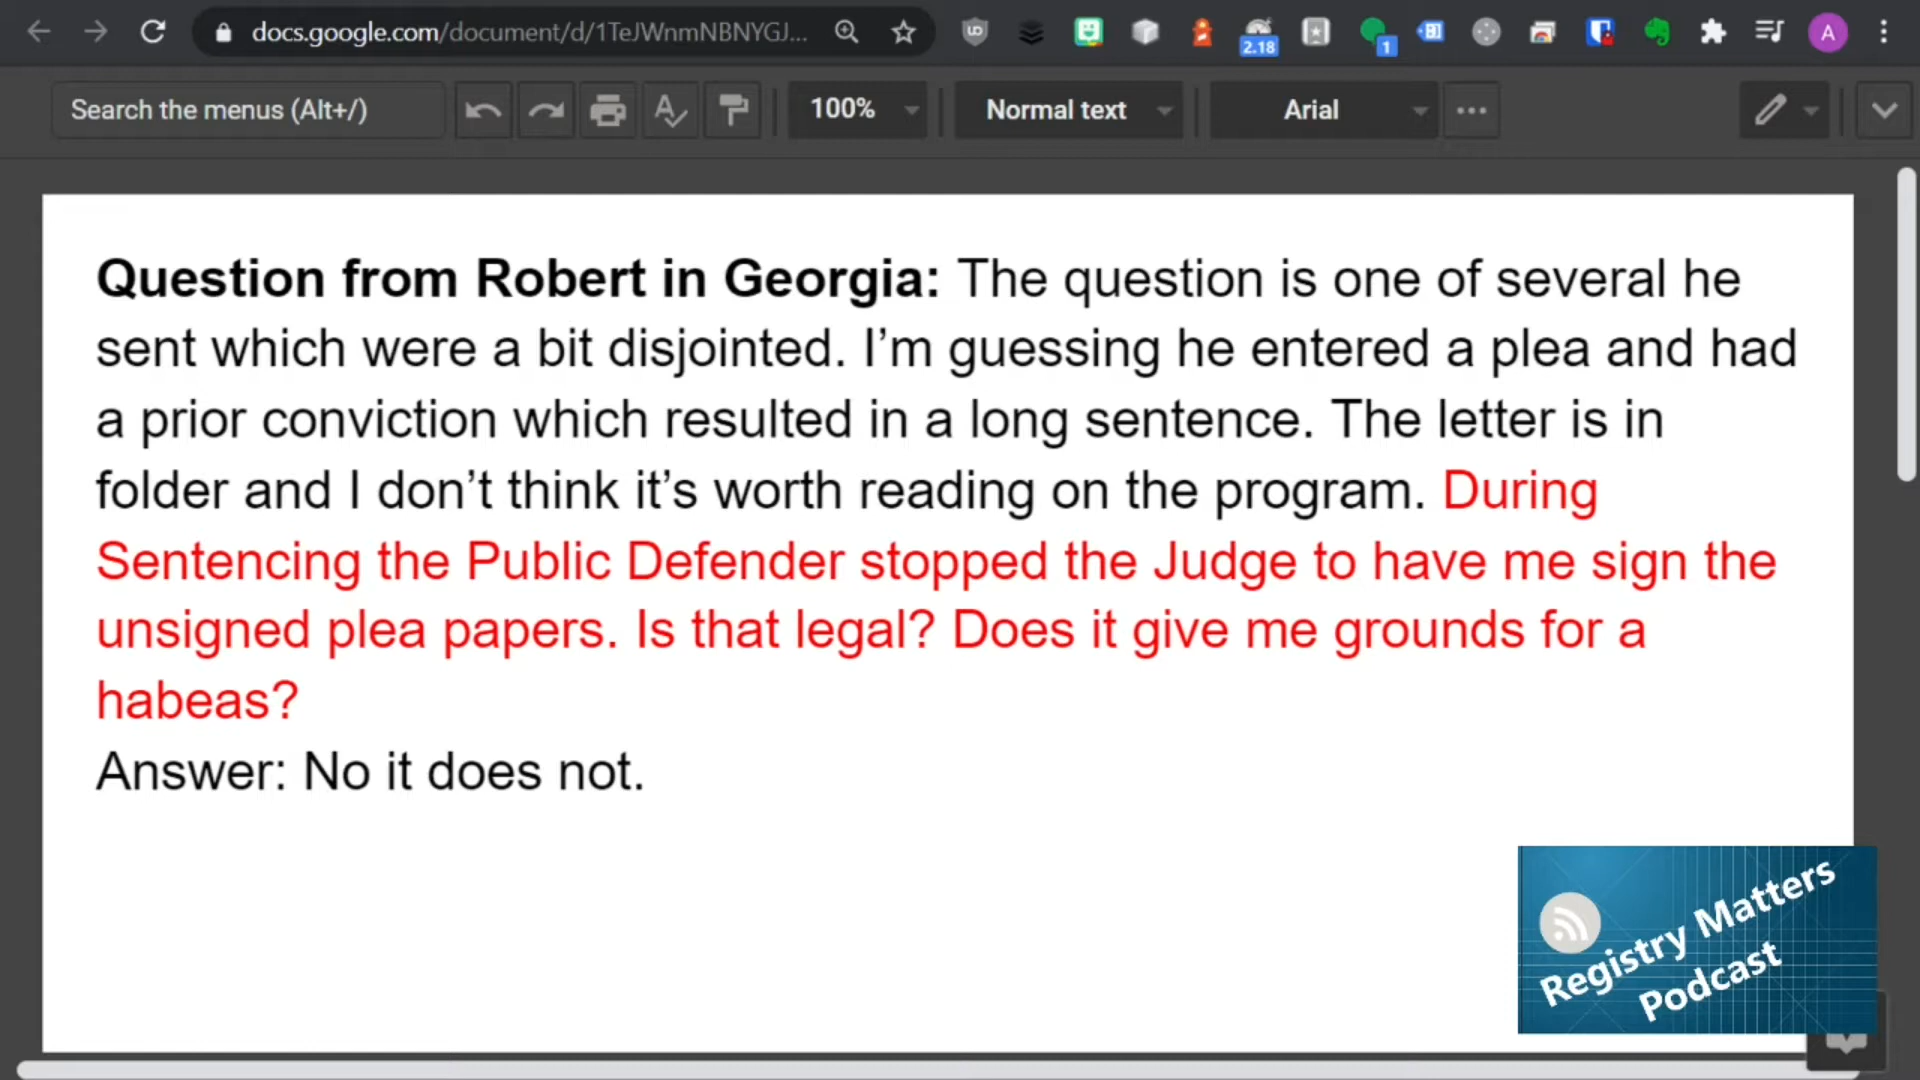 docs.google.com/document/d/1TeJWnmNBNYGJ...
2.18
1
A
Search the menus (Alt+/)
100%
Normal text
Arial
Question from Robert in Georgia: The question is one of several he
sent which were a bit disjointed. I’m guessing he entered a plea and had
a prior conviction which resulted in a long sentence. The letter is in
folder and I don’t think it’s worth reading on the program. During
Sentencing the Public Defender stopped the Judge to have me sign the
unsigned plea papers. Is that legal? Does it give me grounds for a
habeas?
Answer: No it does not.
Registry Matters
Podcast